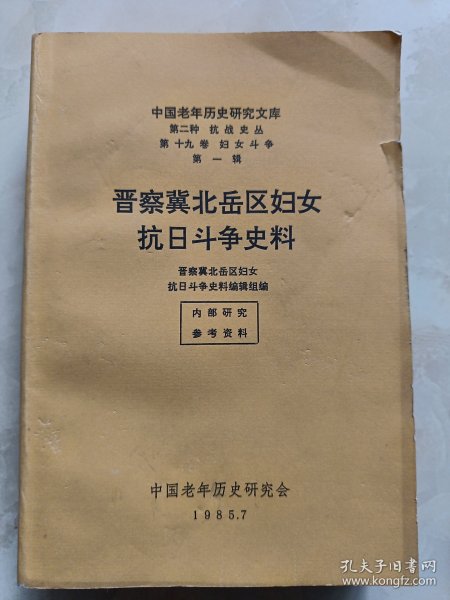 中国老年历史研究文库
第二种 抗战史丛
第十九卷 妇女斗争
第一辑
晋察冀北岳区妇女
抗日斗争史料
晋察冀北岳区妇女
抗日斗争史料编辑组编
内部研究
参考资料
中国老年历史研究会
1985.7
孔夫子旧书网
www.kongfz.com